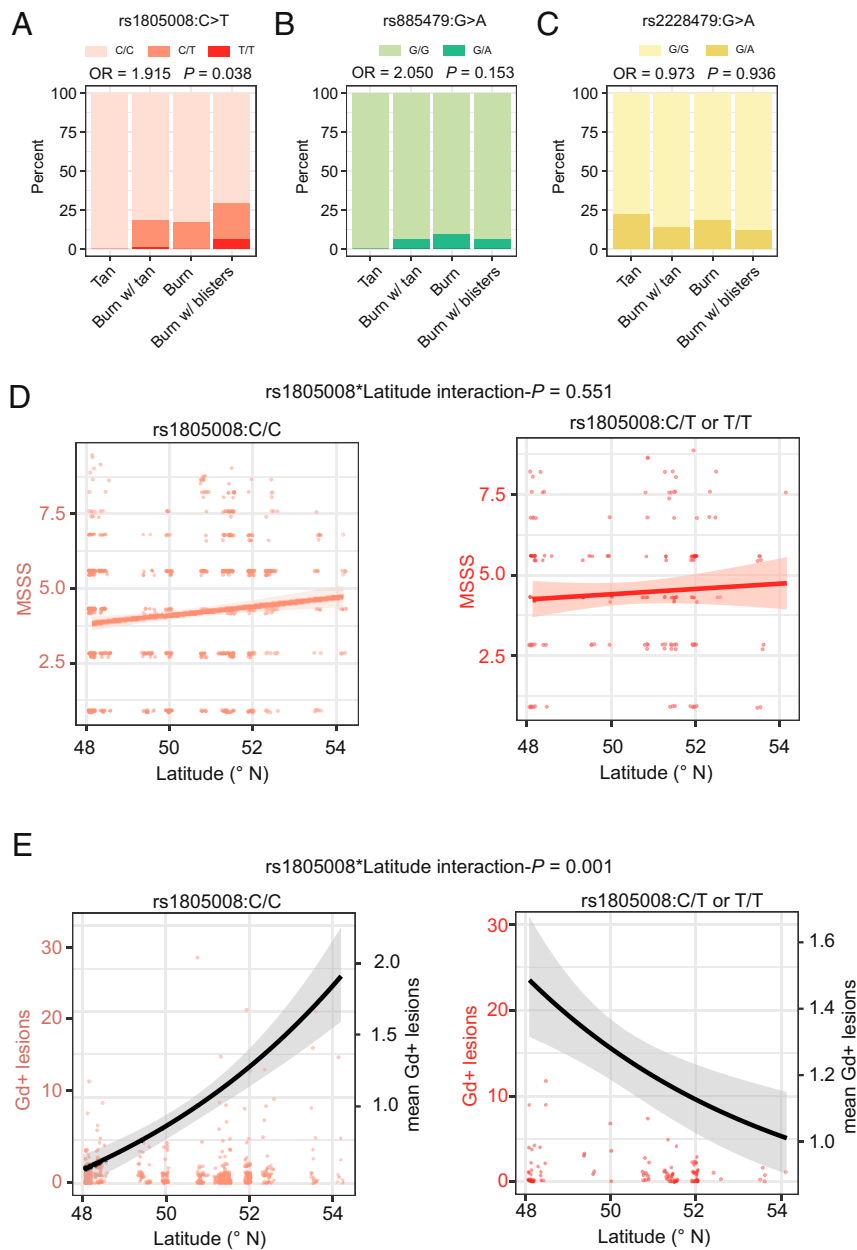 A
rs1805008:C>T
C/C C/T T/T
OR = 1.915 P = 0.038
Percent
100
75
50
25
0
Tan
Burn w/ tan
Burn
Burn w/ blisters
B
rs885479:G>A
G/G G/A
OR = 2.050 P = 0.153
Percent
100
75
50
25
0
Tan
Burn w/ tan
Burn
Burn w/ blisters
C
rs2228479:G>A
G/G G/A
OR = 0.973 P = 0.936
Percent
100
75
50
25
0
Tan
Burn w/ tan
Burn
Burn w/ blisters
D
rs1805008*Latitude interaction-P = 0.551
rs1805008:C/C
MSSS
7.5
5.0
2.5
48 50 52 54
Latitude (° N)
rs1805008:C/T or T/T
MSSS
7.5
5.0
2.5
48 50 52 54
Latitude (° N)
E
rs1805008*Latitude interaction-P = 0.001
rs1805008:C/C
Gd+ lesions
30
20
10
0
2.0
1.5
1.0
mean Gd+ lesions
48 50 52 54
Latitude (° N)
rs1805008:C/T or T/T
Gd+ lesions
30
20
10
0
1.6
1.4
1.2
1.0
mean Gd+ lesions
48 50 52 54
Latitude (° N)